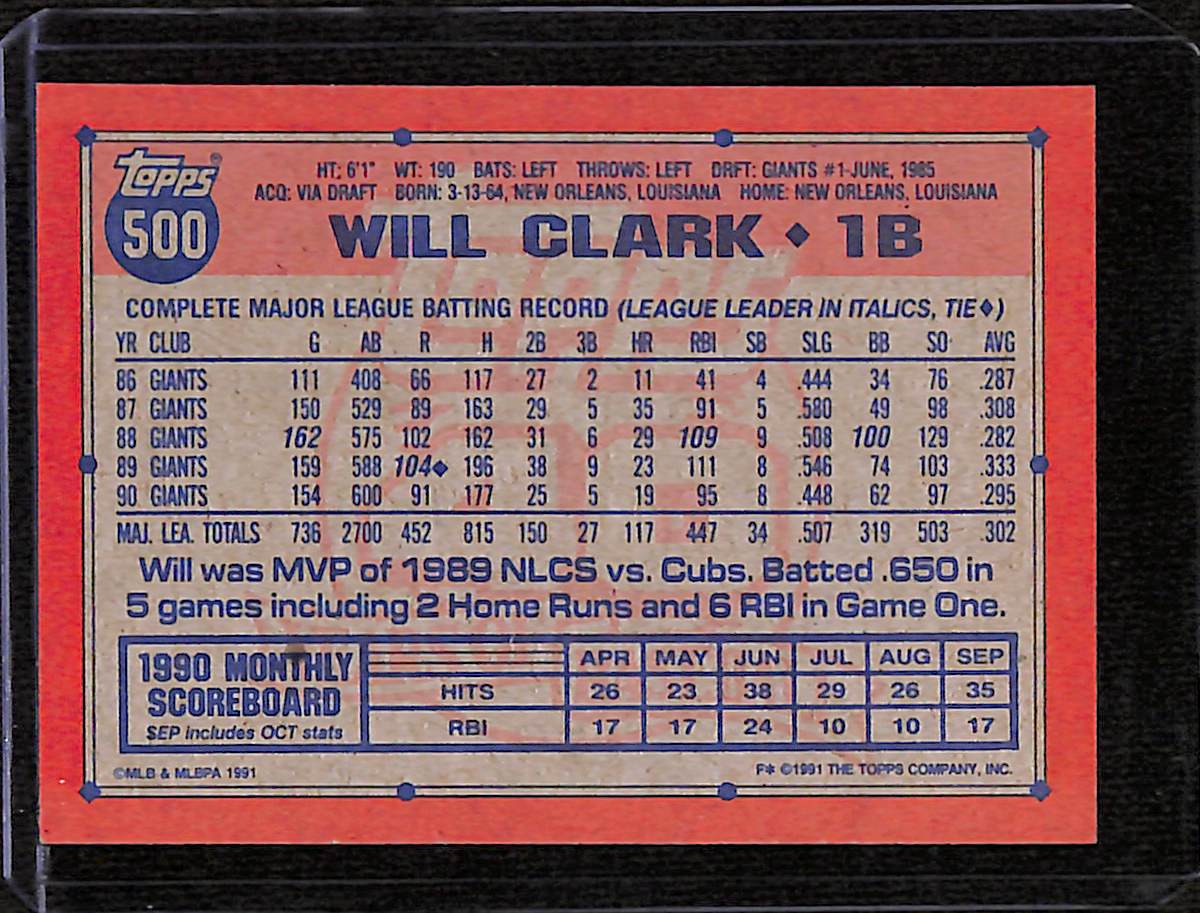 TOPPS®
500
HT: 6'1" WT: 190 BATS: LEFT THROWS: LEFT DRFT: GIANTS #1-JUNE, 1985
ACQ: VIA DRAFT BORN: 3-13-64, NEW ORLEANS, LOUISIANA HOME: NEW ORLEANS, LOUISIANA
WILL CLARK ♦ 1B
COMPLETE MAJOR LEAGUE BATTING RECORD (LEAGUE LEADER IN ITALICS, TIE♦)
YR CLUB G AB R H 2B 3B HR RBI SB SLG BB SO AVG
86 GIANTS 111 408 66 117 27 2 11 41 4 .444 34 76 .287
87 GIANTS 150 529 89 163 29 5 35 91 5 .580 49 98 .308
88 GIANTS 162 575 102 162 31 6 29 109 9 .508 100 129 .282
89 GIANTS 159 588 104♦ 196 38 9 23 111 8 .546 74 103 .333
90 GIANTS 154 600 91 177 25 5 19 95 8 .448 62 97 .295
MAJ. LEA. TOTALS 736 2700 452 815 150 27 117 447 34 .507 319 503 .302
Will was MVP of 1989 NLCS vs. Cubs. Batted .650 in
5 games including 2 Home Runs and 6 RBI in Game One.
1990 MONTHLY
SCOREBOARD
SEP includes OCT stats
APR MAY JUN JUL AUG SEP
HITS 26 23 38 29 26 35
RBI 17 17 24 10 10 17
©MLB & MLBPA 1991
F* ©1991 THE TOPPS COMPANY, INC.